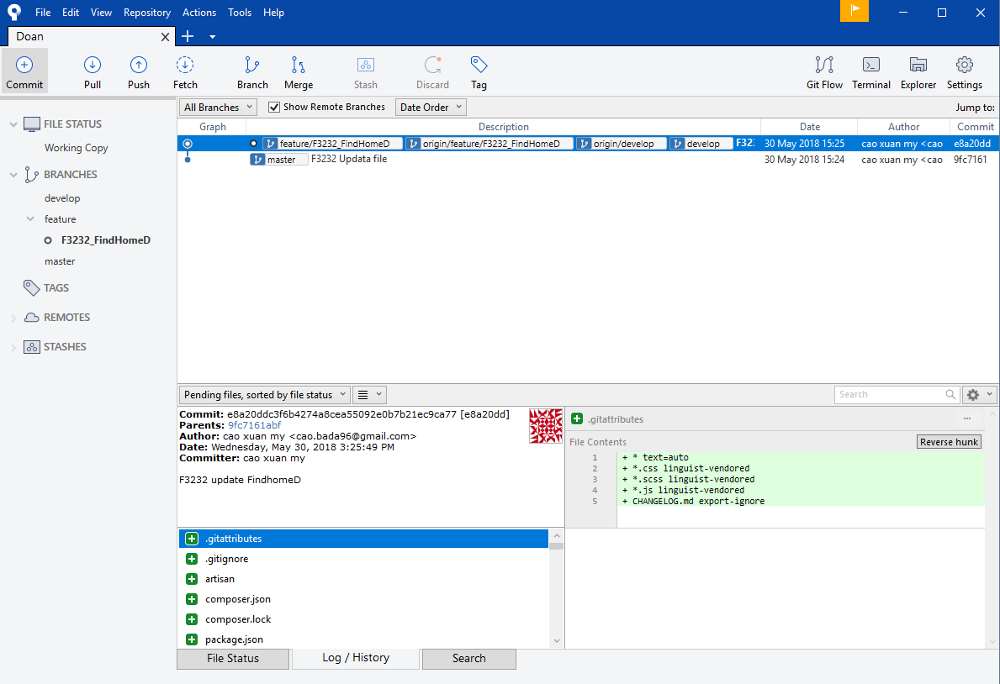 File Edit View Repository Actions Tools Help
Doan
Commit Pull Push Fetch Branch Merge Stash Discard Tag Git Flow Terminal Explorer Settings
All Branches Show Remote Branches Date Order Jump to:
FILE STATUS
Working Copy
BRANCHES
develop
feature
F3232_FindHomeD
master
TAGS
REMOTES
STASHES
Graph Description Date Author Commit
feature/F3232_FindHomeD origin/feature/F3232_FindHomeD origin/develop develop F32: 30 May 2018 15:25 cao xuan my <cao e8a20dd
master F3232 Updata file 30 May 2018 15:24 cao xuan my <cao 9fc7161
Pending files, sorted by file status Search
Commit: e8a20ddc3f6b4274a8cea55092e0b7b21ec9ca77 [e8a20dd]
Parents: 9fc7161abf
Author: cao xuan my <cao.bada96@gmail.com>
Date: Wednesday, May 30, 2018 3:25:49 PM
Committer: cao xuan my
F3232 update FindhomeD
.gitattributes
.gitignore
artisan
composer.json
composer.lock
package.json
.gitattributes ...
File Contents Reverse hunk
1 + * text=auto
2 + *.css linguist-vendored
3 + *.scss linguist-vendored
4 + *.js linguist-vendored
5 + CHANGELOG.md export-ignore
File Status Log / History Search